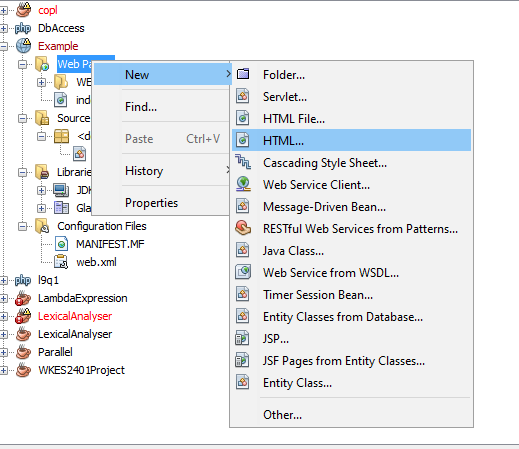 copl
DbAccess
Example
Web Pa
WE
ind
Source
<de
Libraries
JDK
Gla
Configuration Files
MANIFEST.MF
web.xml
l9q1
LambdaExpression
LexicalAnalyser
LexicalAnalyser
Parallel
WKES2401Project
New
Find...
Paste Ctrl+V
History
Properties
Folder...
Servlet...
HTML File...
HTML...
Cascading Style Sheet...
Web Service Client...
Message-Driven Bean...
RESTful Web Services from Patterns...
Java Class...
Web Service from WSDL...
Timer Session Bean...
Entity Classes from Database...
JSP...
JSF Pages from Entity Classes...
Entity Class...
Other...